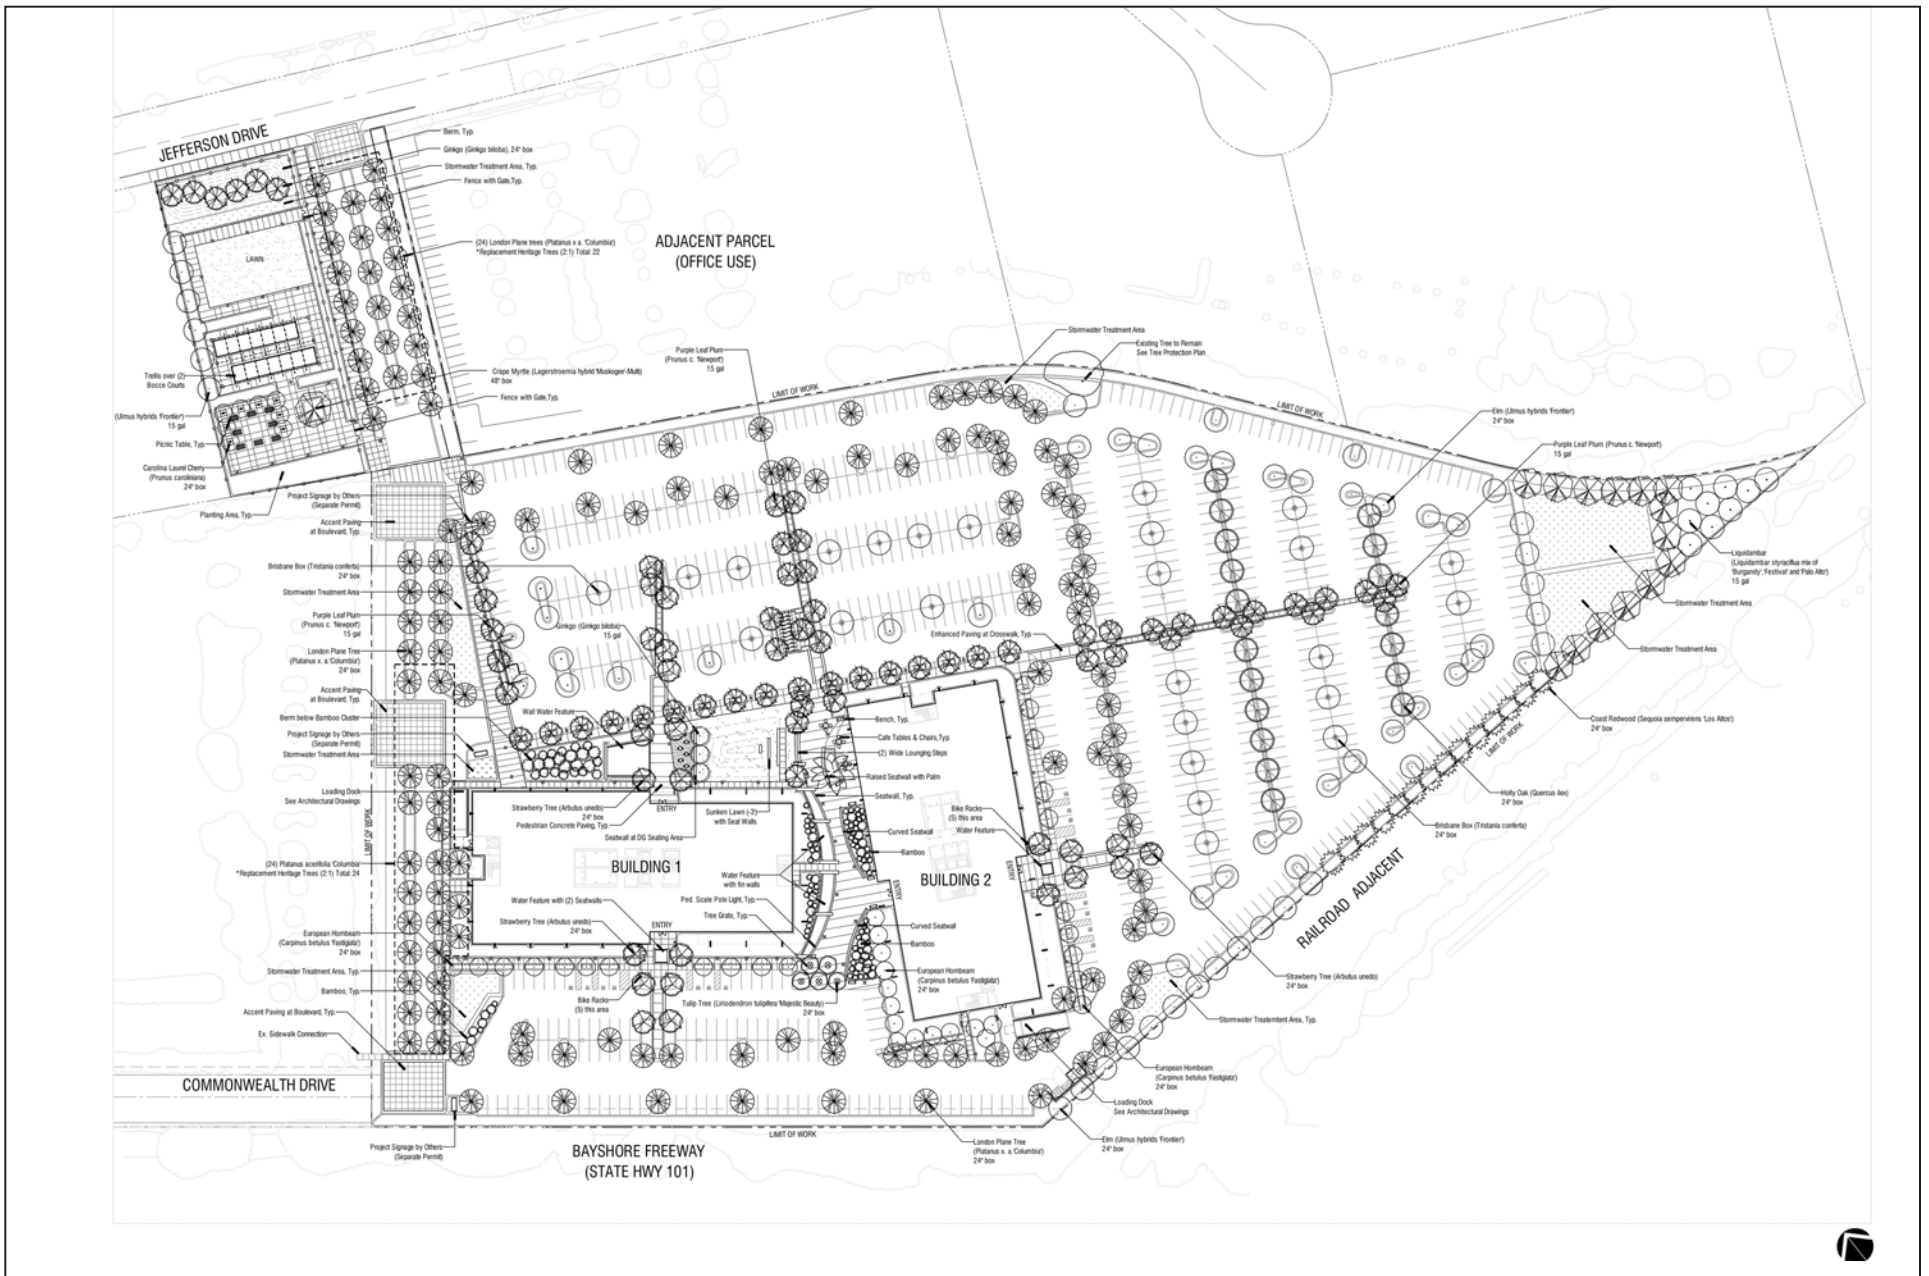 JEFFERSON DRIVE
Berm, Typ.
Ginkgo (Ginkgo biloba), 24" box
Stormwater Treatment Area, Typ.
Fence with Gate,Typ.
(24) London Plane trees (Platanus x a. 'Columbia')
*Replacement Heritage Trees (2:1) Total: 22
ADJACENT PARCEL
(OFFICE USE)
LAWN
Trellis over (2)
Bocce Courts
(Ulmus hybrids 'Frontier')
15 gal
Picnic Table, Typ.
Carolina Laurel Cherry
(Prunus caroliniana)
24" box
Planting Area, Typ.
Crape Myrtle (Lagerstroemia hybrid 'Muskogee'-Multi)
48" box
Fence with Gate,Typ.
Purple Leaf Plum
(Prunus c. 'Newport')
15 gal
LIMIT OF WORK
Stormwater Treatment Area
Existing Tree to Remain
See Tree Protection Plan
LIMIT OF WORK
Elm (Ulmus hybrids 'Frontier')
24" box
Purple Leaf Plum (Prunus c. 'Newport')
15 gal
Liquidambar
(Liquidambar styraciflua mix of
'Burgandy', 'Festival' and 'Palo Alto')
15 gal
Stormwater Treatment Area
Stormwater Treatment Area
Coast Redwood (Sequoia sempervirens 'Los Altos')
24" box
LIMIT OF WORK
Holly Oak (Quercus ilex)
24" box
Brisbane Box (Tristania conferta)
24" box
RAILROAD ADJACENT
Strawberry Tree (Arbutus unedo)
24" box
Stormwater Treatemtent Area, Typ.
European Hornbeam
(Carpinus betulus 'Fastigiata')
24" box
Loading Dock
See Architectural Drawings
Elm (Ulmus hybrids 'Frontier')
24" box
London Plane Tree
(Platanus x. a.'Columbia')
24" box
Project Signage by Others
(Separate Permit)
Accent Paving
at Boulevard, Typ.
Brisbane Box (Tristania conferta)
24" box
Stormwater Treatment Area
Purple Leaf Plum
(Prunus c. 'Newport')
15 gal
London Plane Tree
(Platanus x. a.'Columbia')
24" box
Accent Paving
at Boulevard, Typ.
Berm below Bamboo Cluster
Project Signage by Others
(Separate Permit)
Stormwater Treatment Area
Loading Dock
See Architectural Drawings
LIMIT OF WORK
(24) Platanus acerifolia 'Columbia'
*Replacement Heritage Trees (2:1) Total: 24
European Hornbeam
(Carpinus betulus 'Fastigiata')
24" box
Stormwater Treatment Area, Typ.
Bamboo, Typ.
Accent Paving at Boulevard, Typ.
Ex. Sidewalk Connection
COMMONWEALTH DRIVE
Project Signage by Others
(Separate Permit)
Ginkgo (Ginkgo biloba)
15 gal
Enhanced Paving at Crosswalk, Typ.
Wall Water Feature
Bench, Typ.
Cafe Tables & Chairs,Typ.
(2) Wide Lounging Steps
Raised Seatwall with Palm
Seatwall, Typ.
Strawberry Tree (Arbutus unedo)
24" box
Pedestrian Concrete Paving, Typ.
ENTRY
Sunken Lawn (-3')
with Seat Walls
Seatwall at DG Seating Area
Bike Racks
(5) this area
Water Feature
Curved Seatwall
Bamboo
BUILDING 1
BUILDING 2
ENTRY
ENTRY
Water Feature
with fin walls
Water Feature with (2) Seatwalls
Ped. Scale Pole Light, Typ.
Tree Grate, Typ.
Strawberry Tree (Arbutus unedo)
24" box
ENTRY
Curved Seatwall
Bamboo
European Hornbeam
(Carpinus betulus 'Fastigiata')
24" box
Bike Racks
(5) this area
Tulip Tree (Liriodendron tulipifera 'Majestic Beauty')
24" box
LIMIT OF WORK
BAYSHORE FREEWAY
(STATE HWY 101)
Stormwater Treatment Area